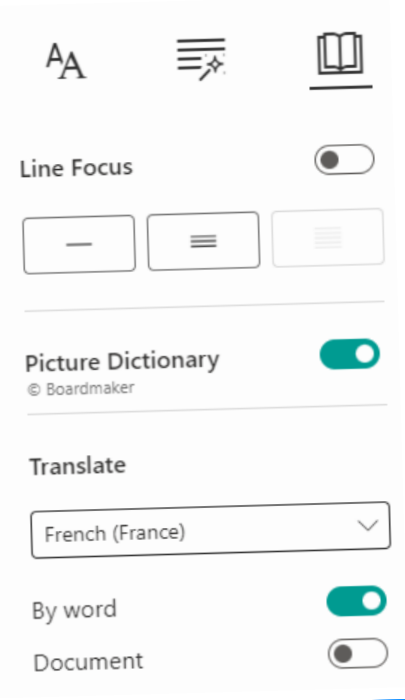 AA
Line Focus
Picture Dictionary
© Boardmaker
Translate
French (France)
By word
Document